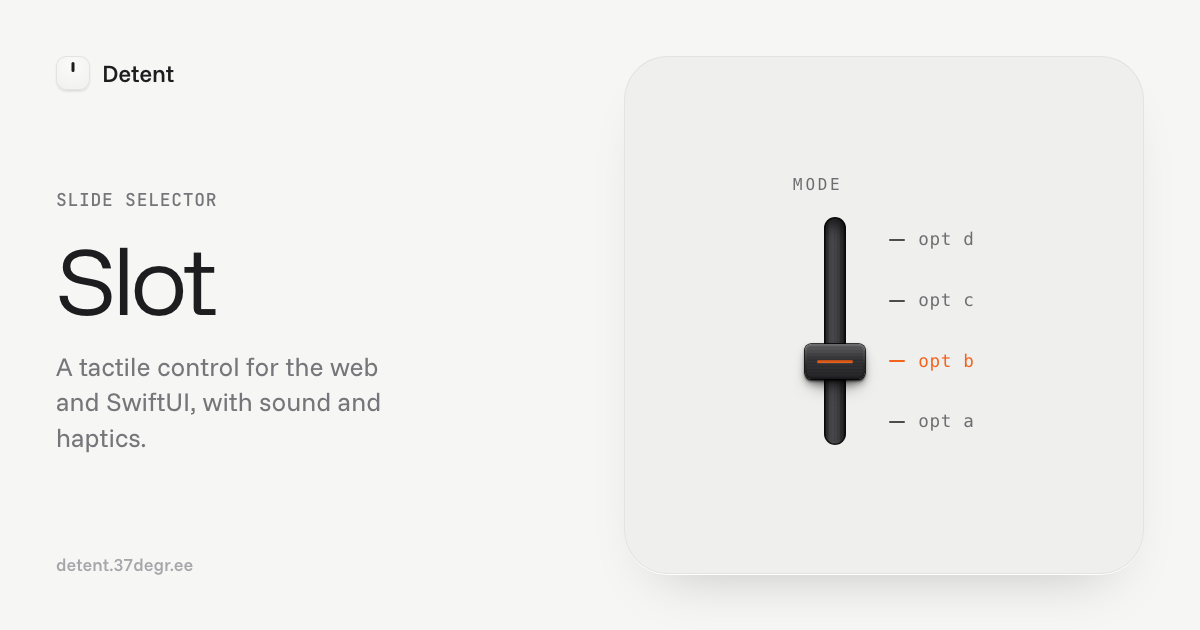 Detent
SLIDE SELECTOR
Slot
A tactile control for the web
and SwiftUI, with sound and
haptics.
detent.37degr.ee
MODE
opt d
opt c
opt b
opt a